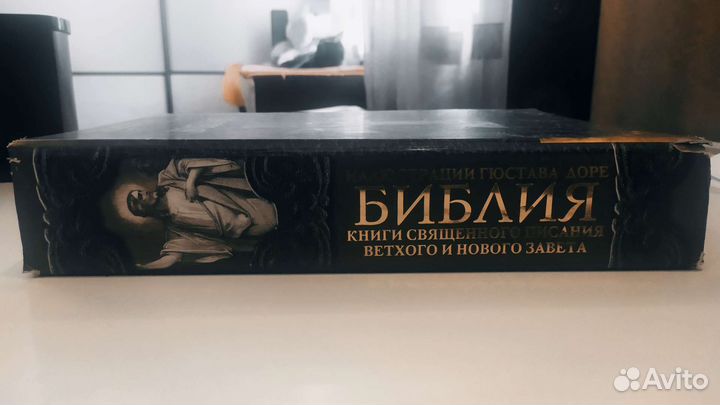 ИЛЛЮСТРАЦИИ ГЮСТАВА ДОРЕ
БИБЛИЯ
КНИГИ СВЯЩЕННОГО ПИСАНИЯ
ВЕТХОГО И НОВОГО ЗАВЕТА
Avito